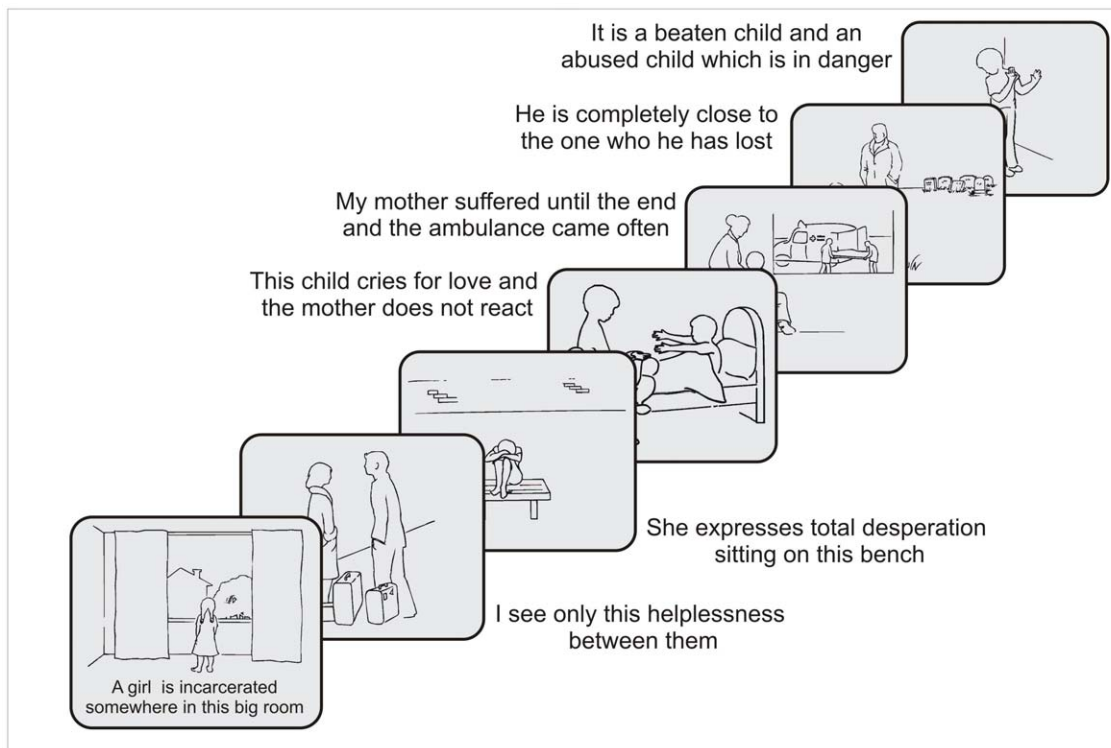 It is a beaten child and an
abused child which is in danger
He is completely close to
the one who he has lost
My mother suffered until the end
and the ambulance came often
This child cries for love and
the mother does not react
She expresses total desperation
sitting on this bench
I see only this helplessness
between them
A girl is incarcerated
somewhere in this big room